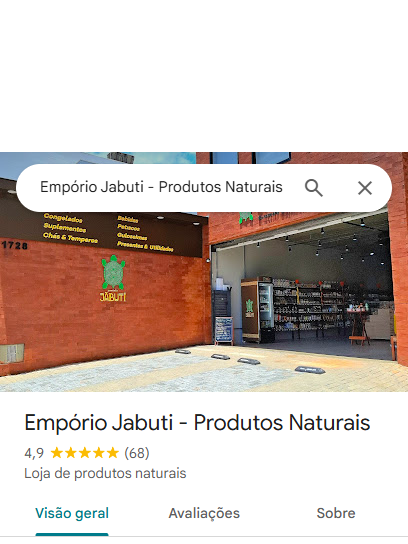 Empório Jabuti - Produtos Naturais
Congelados
Suplementos
Chás & Temperos
Bebidas
Petscos
Guloseimas
Presentes & Utilidades
1728
JABUTI
Empório Jabuti - Produtos Naturais
4,9 ★★★★★ (68)
Loja de produtos naturais
Visão geral Avaliações Sobre